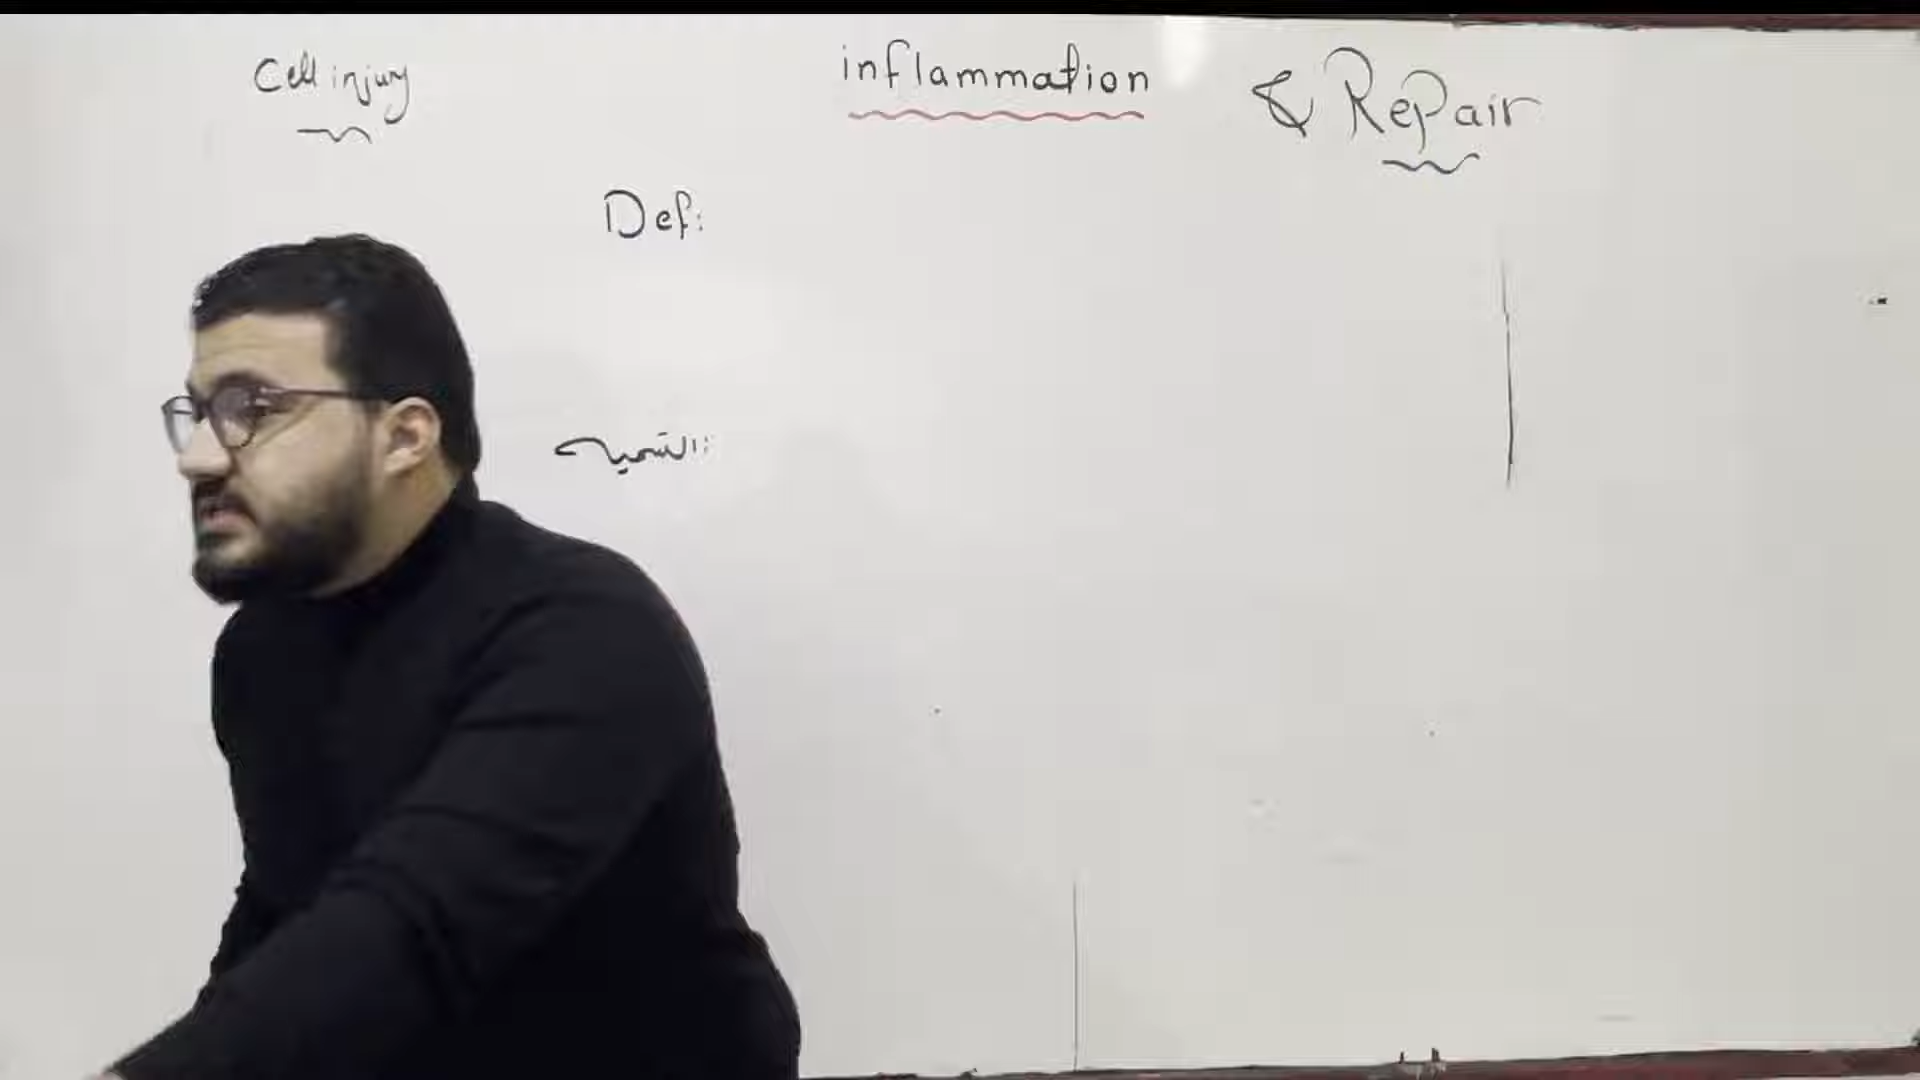 Cell injury
inflammation
& Repair
Def:
التسمية: